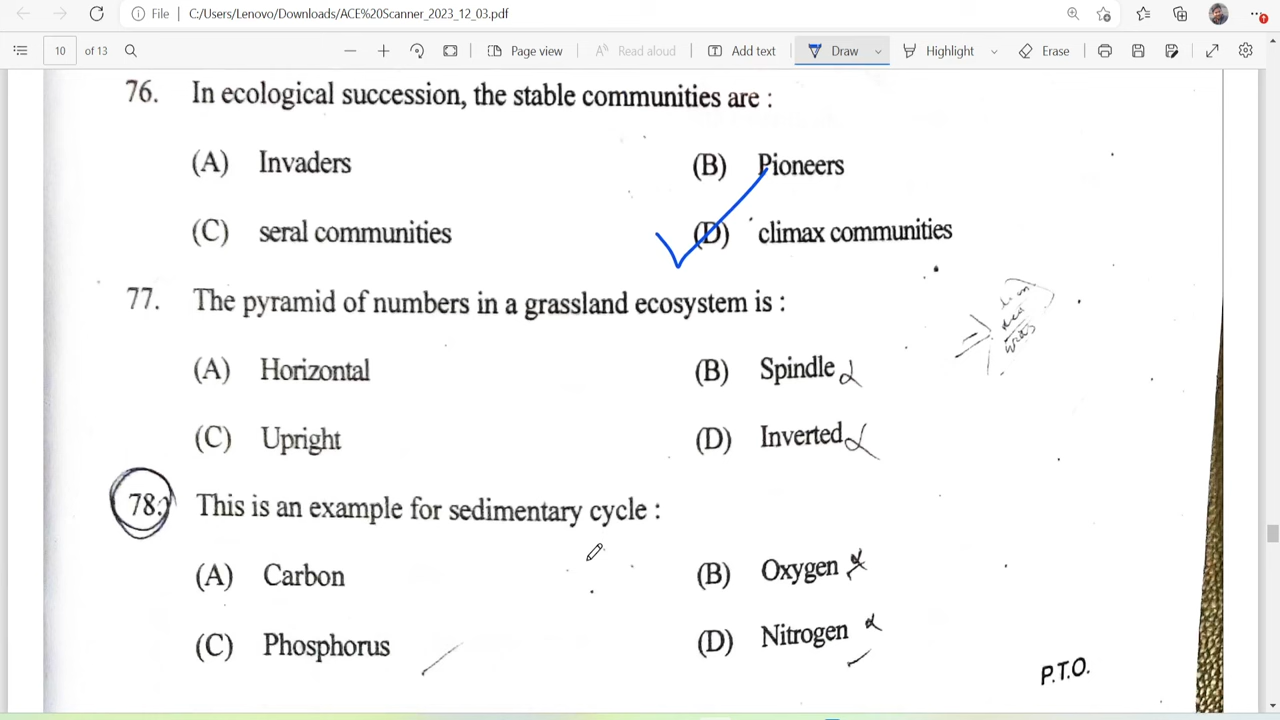 File C:/Users/Lenovo/Downloads/ACE%20Scanner_2023_12_03.pdf
10 of 13 Page view Read aloud Add text Draw Highlight Erase
76. In ecological succession, the stable communities are :
(A) Invaders (B) Pioneers
(C) seral communities (D) climax communities
77. The pyramid of numbers in a grassland ecosystem is :
(A) Horizontal (B) Spindle
(C) Upright (D) Inverted
78. This is an example for sedimentary cycle :
(A) Carbon (B) Oxygen
(C) Phosphorus (D) Nitrogen
P.T.O.